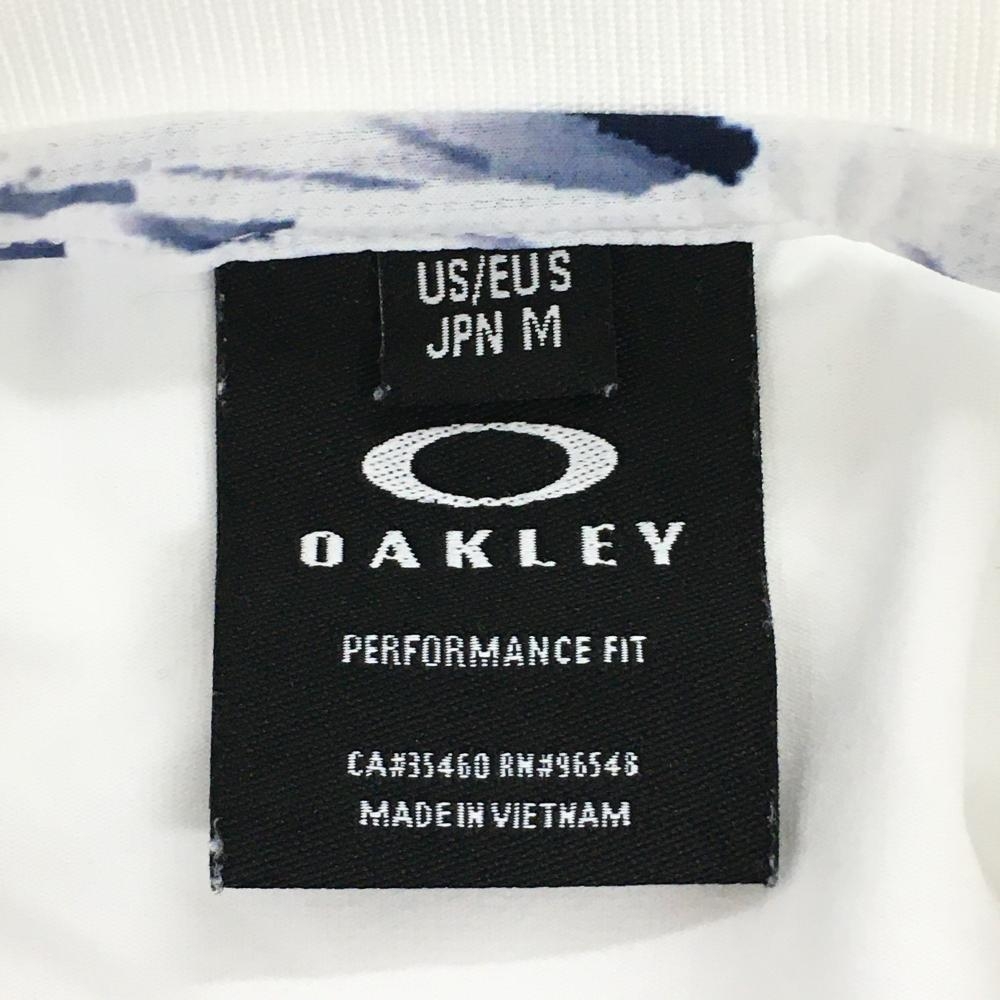 US/EU S
JPN M
OAKLEY
PERFORMANCE FIT
CA#35460 RN#96548
MADE IN VIETNAM